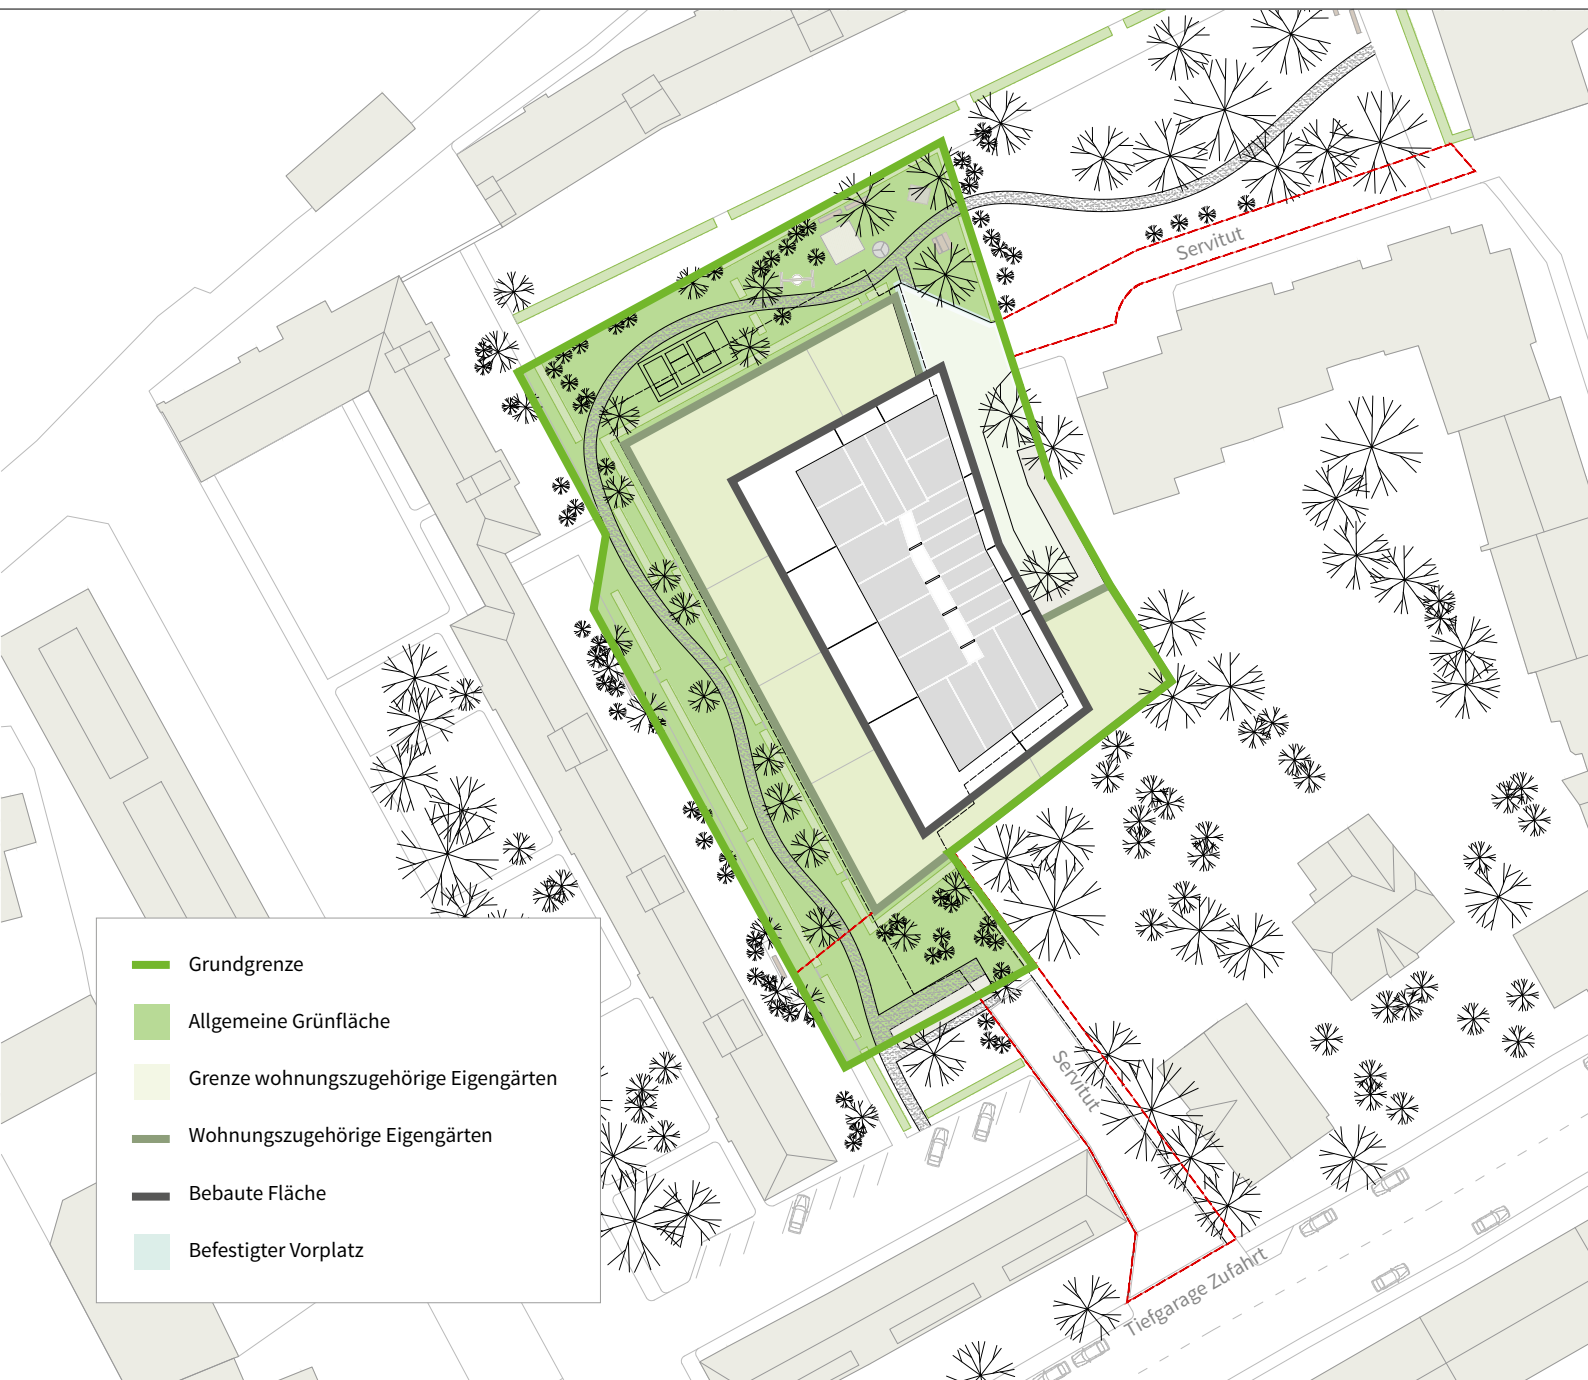 Servitut
Grundgrenze
Allgemeine Grünfläche
Grenze wohnungszugehörige Eigengärten
Wohnungszugehörige Eigengärten
Bebaute Fläche
Befestigter Vorplatz
Servitut
Tiefgarage Zufahrt